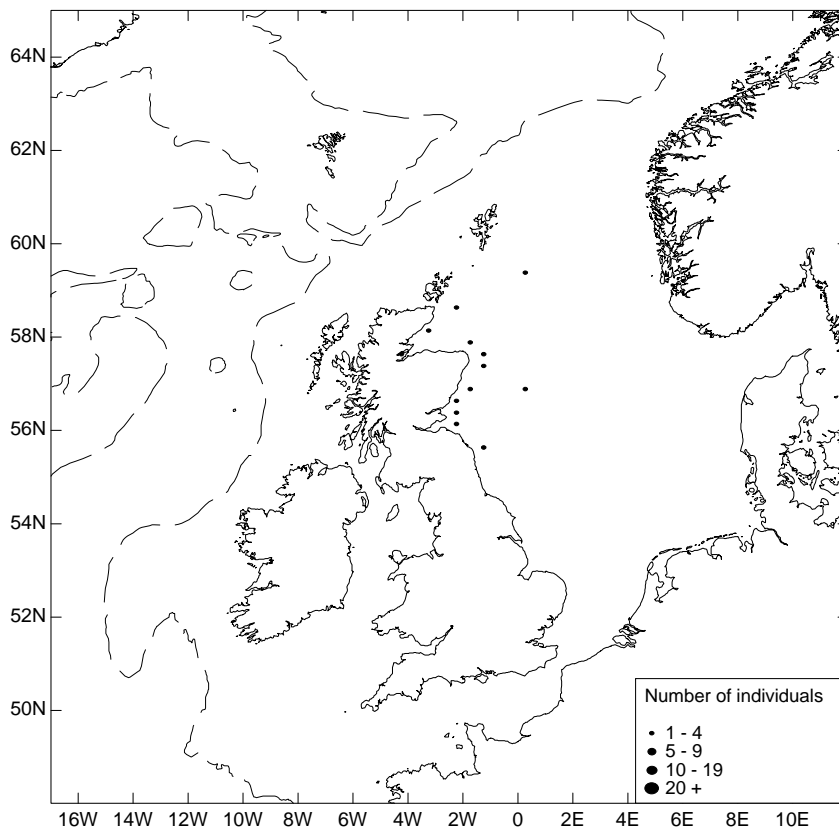 64N
62N
60N
58N
56N
54N
52N
50N
Number of individuals
1 - 4
5 - 9
10 - 19
20 +
16W 14W 12W 10W 8W 6W 4W 2W 0 2E 4E 6E 8E 10E